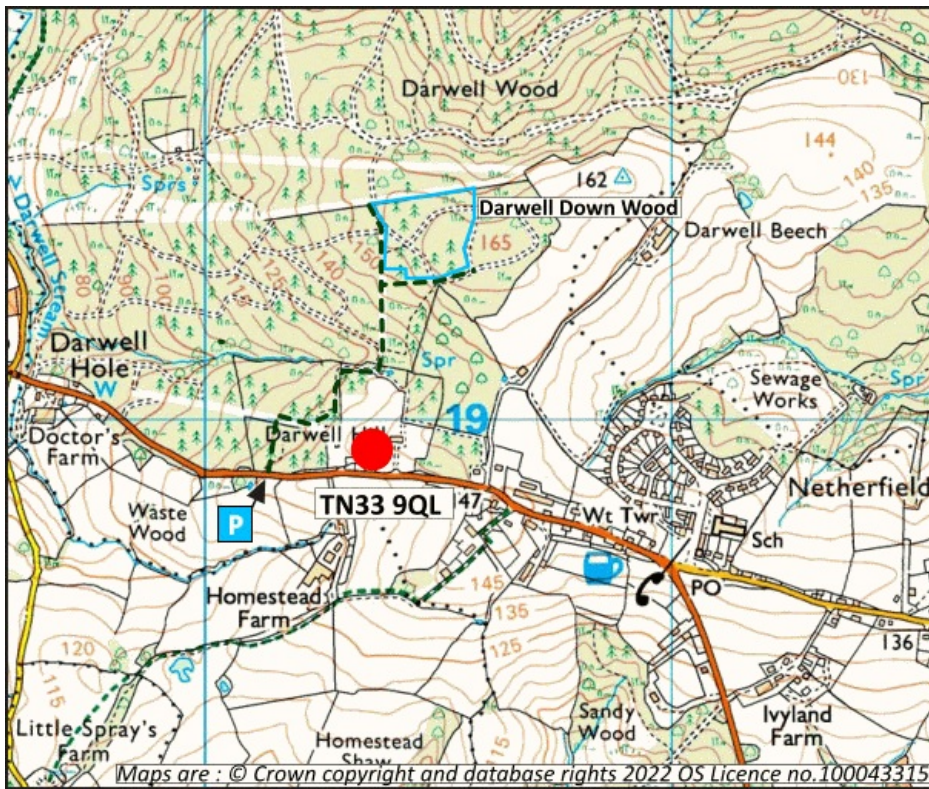 Darwell Wood
130
144
140
135
162
Darwell Down Wood
165
Sprs
Darwell Stream
150
140
125
115
100
90
80
Darwell Beech
Darwell
Hole
W
Spr
19
Sewage
Works
Spr
Doctor's
Farm
Darwell
TN33 9QL
47
Waste
Wood
P
Wt Twr
Netherfield
Sch
PO
Homestead
Farm
145
135
125
136
120
115
Sandy
Wood
Ivyland
Farm
115
Little Spray's
Farm
Homestead
Shaw
Maps are : © Crown copyright and database rights 2022 OS Licence no.100043315